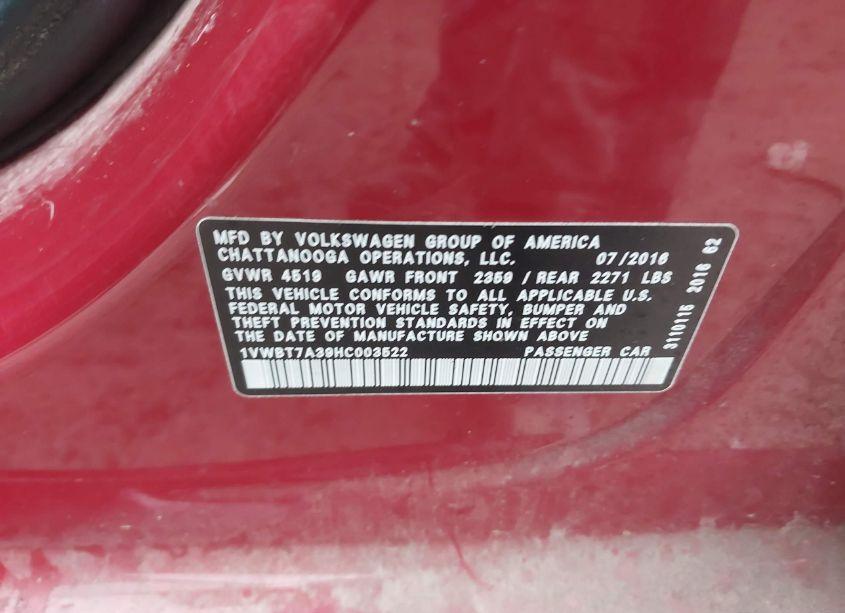 MFD BY VOLKSWAGEN GROUP OF AMERICA
CHATTANOOGA OPERATIONS, LLC. 07/2016
GVWR 4519 GAWR FRONT 2359 / REAR 2271 LBS
THIS VEHICLE CONFORMS TO ALL APPLICABLE U.S.
FEDERAL MOTOR VEHICLE SAFETY, BUMPER AND
THEFT PREVENTION STANDARDS IN EFFECT ON
THE DATE OF MANUFACTURE SHOWN ABOVE
1VWBT7A39HC003522 PASSENGER CAR
3110116 2016 62